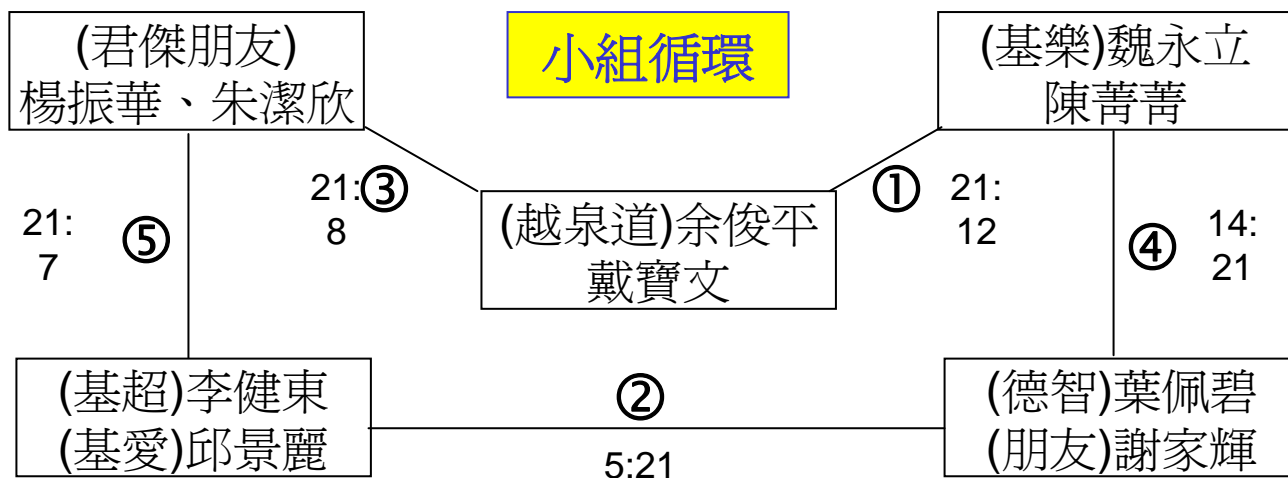 (君傑朋友)
楊振華、朱潔欣
小組循環
(基樂)魏永立
陳菁菁
21:
8
③
①
21:
12
21:
7
⑤
(越泉道)余俊平
戴寶文
④
14:
21
(基超)李健東
(基愛)邱景麗
②
5:21
(德智)葉佩碧
(朋友)謝家輝